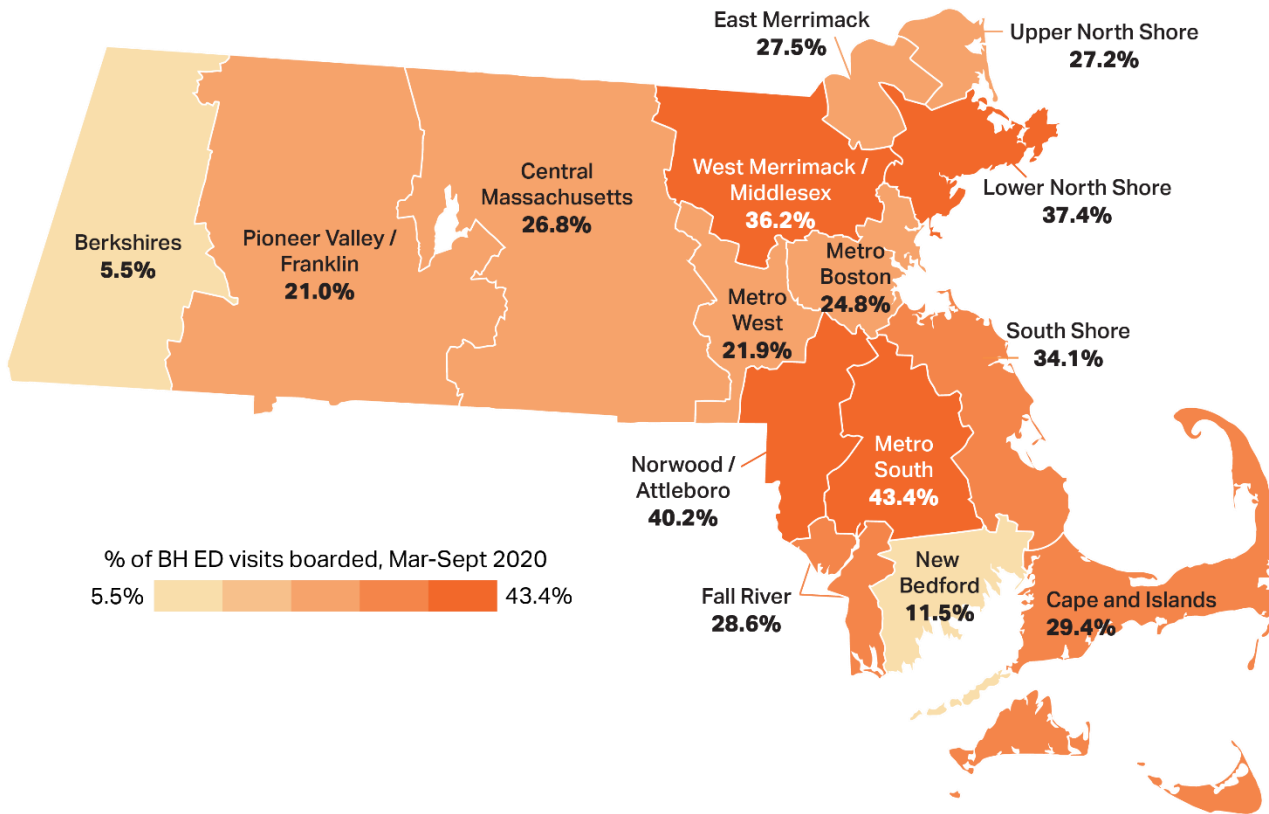 East Merrimack
27.5%
Upper North Shore
27.2%
Central
Massachusetts
26.8%
West Merrimack /
Middlesex
36.2%
Lower North Shore
37.4%
Berkshires
5.5%
Pioneer Valley /
Franklin
21.0%
Metro
Boston
24.8%
Metro
West
21.9%
South Shore
34.1%
Norwood /
Attleboro
40.2%
Metro
South
43.4%
% of BH ED visits boarded, Mar-Sept 2020
5.5%
43.4%
Fall River
28.6%
New
Bedford
11.5%
Cape and Islands
29.4%